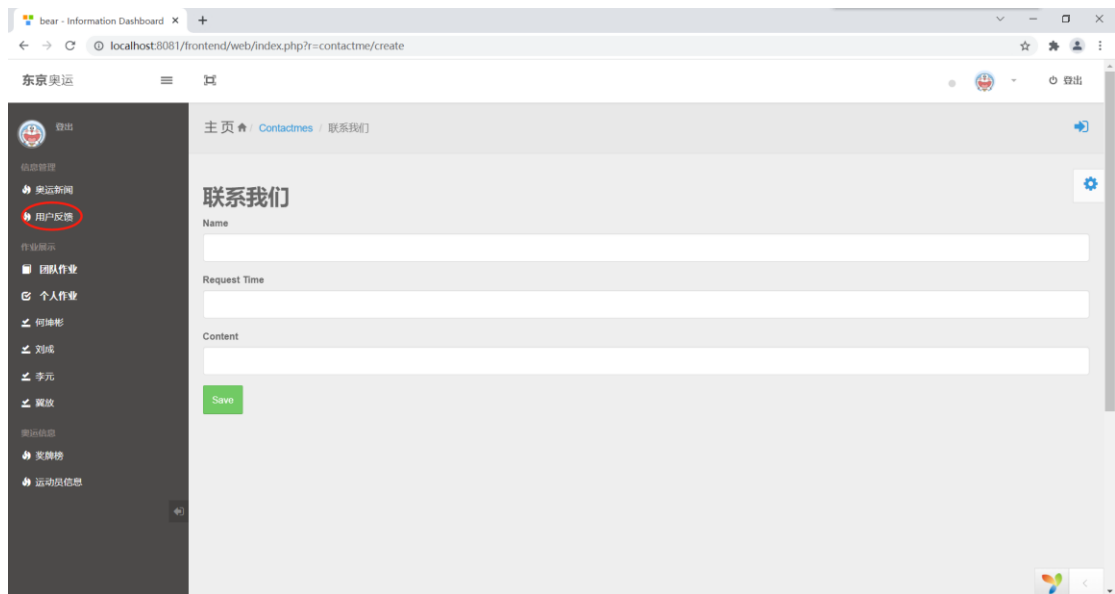 bear - Information Dashboard
localhost:8081/frontend/web/index.php?r=contactme/create
东京奥运
登出
登出
主页 / Contactmes / 联系我们
信息管理
奥运新闻
用户反馈
作业展示
团队作业
个人作业
何坤彬
刘成
李元
冀放
奥运信息
奖牌榜
运动员信息
联系我们
Name
Request Time
Content
Save